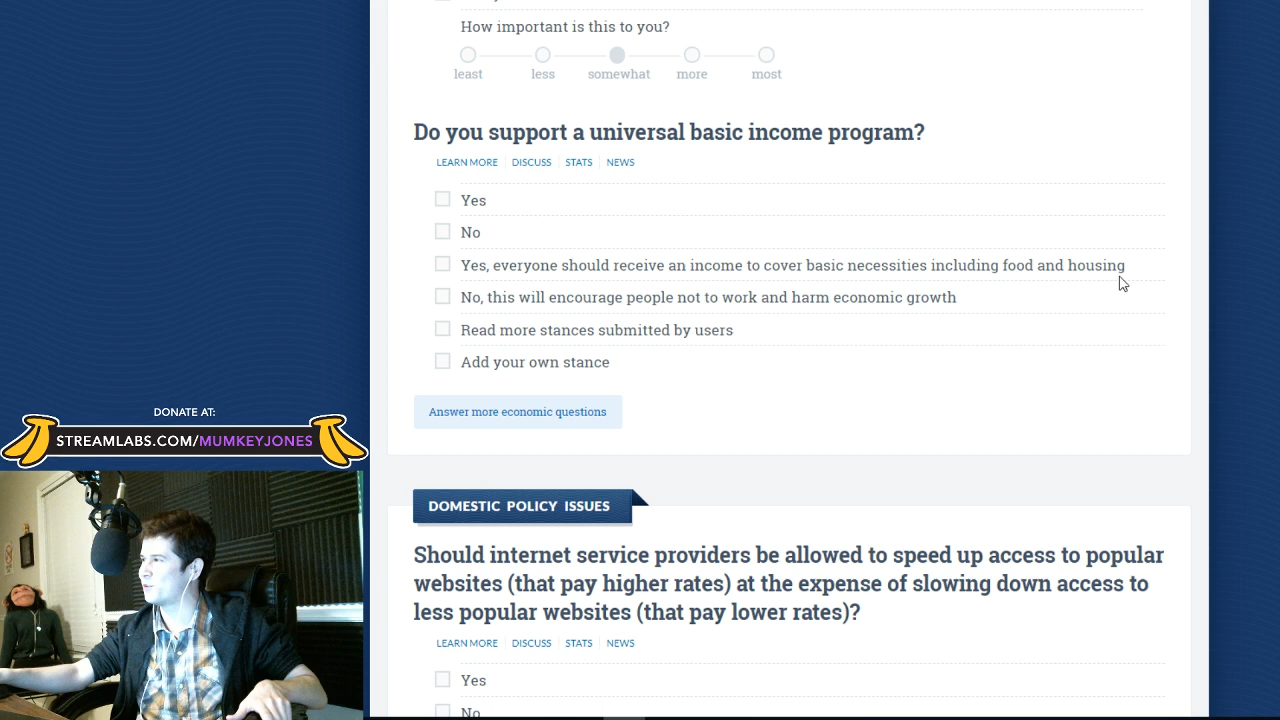 How important is this to you?
least less somewhat more most
Do you support a universal basic income program?
LEARN MORE DISCUSS STATS NEWS
Yes
No
Yes, everyone should receive an income to cover basic necessities including food and housing
No, this will encourage people not to work and harm economic growth
Read more stances submitted by users
Add your own stance
Answer more economic questions
DONATE AT:
STREAMLABS.COM/MUMKEYJONES
DOMESTIC POLICY ISSUES
Should internet service providers be allowed to speed up access to popular
websites (that pay higher rates) at the expense of slowing down access to
less popular websites (that pay lower rates)?
LEARN MORE DISCUSS STATS NEWS
Yes
No